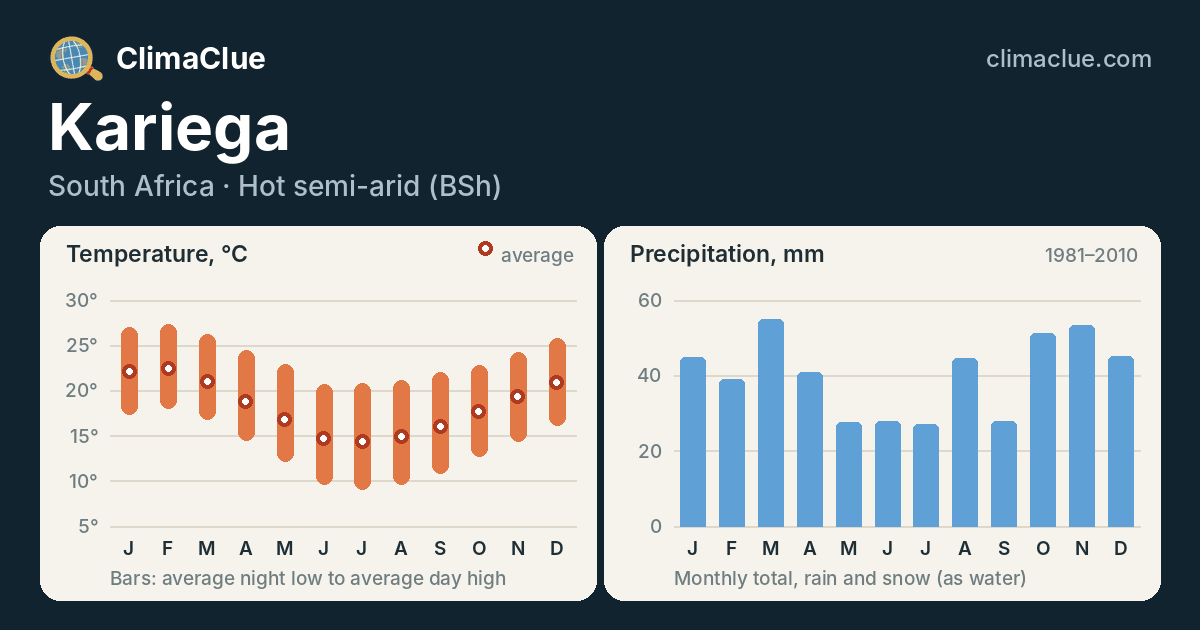 ClimaClue
climaclue.com
Kariega
South Africa · Hot semi-arid (BSh)
Temperature, °C
average
30°
25°
20°
15°
10°
5°
J F M A M J J A S O N D
Bars: average night low to average day high
Precipitation, mm
1981–2010
60
40
20
0
J F M A M J J A S O N D
Monthly total, rain and snow (as water)